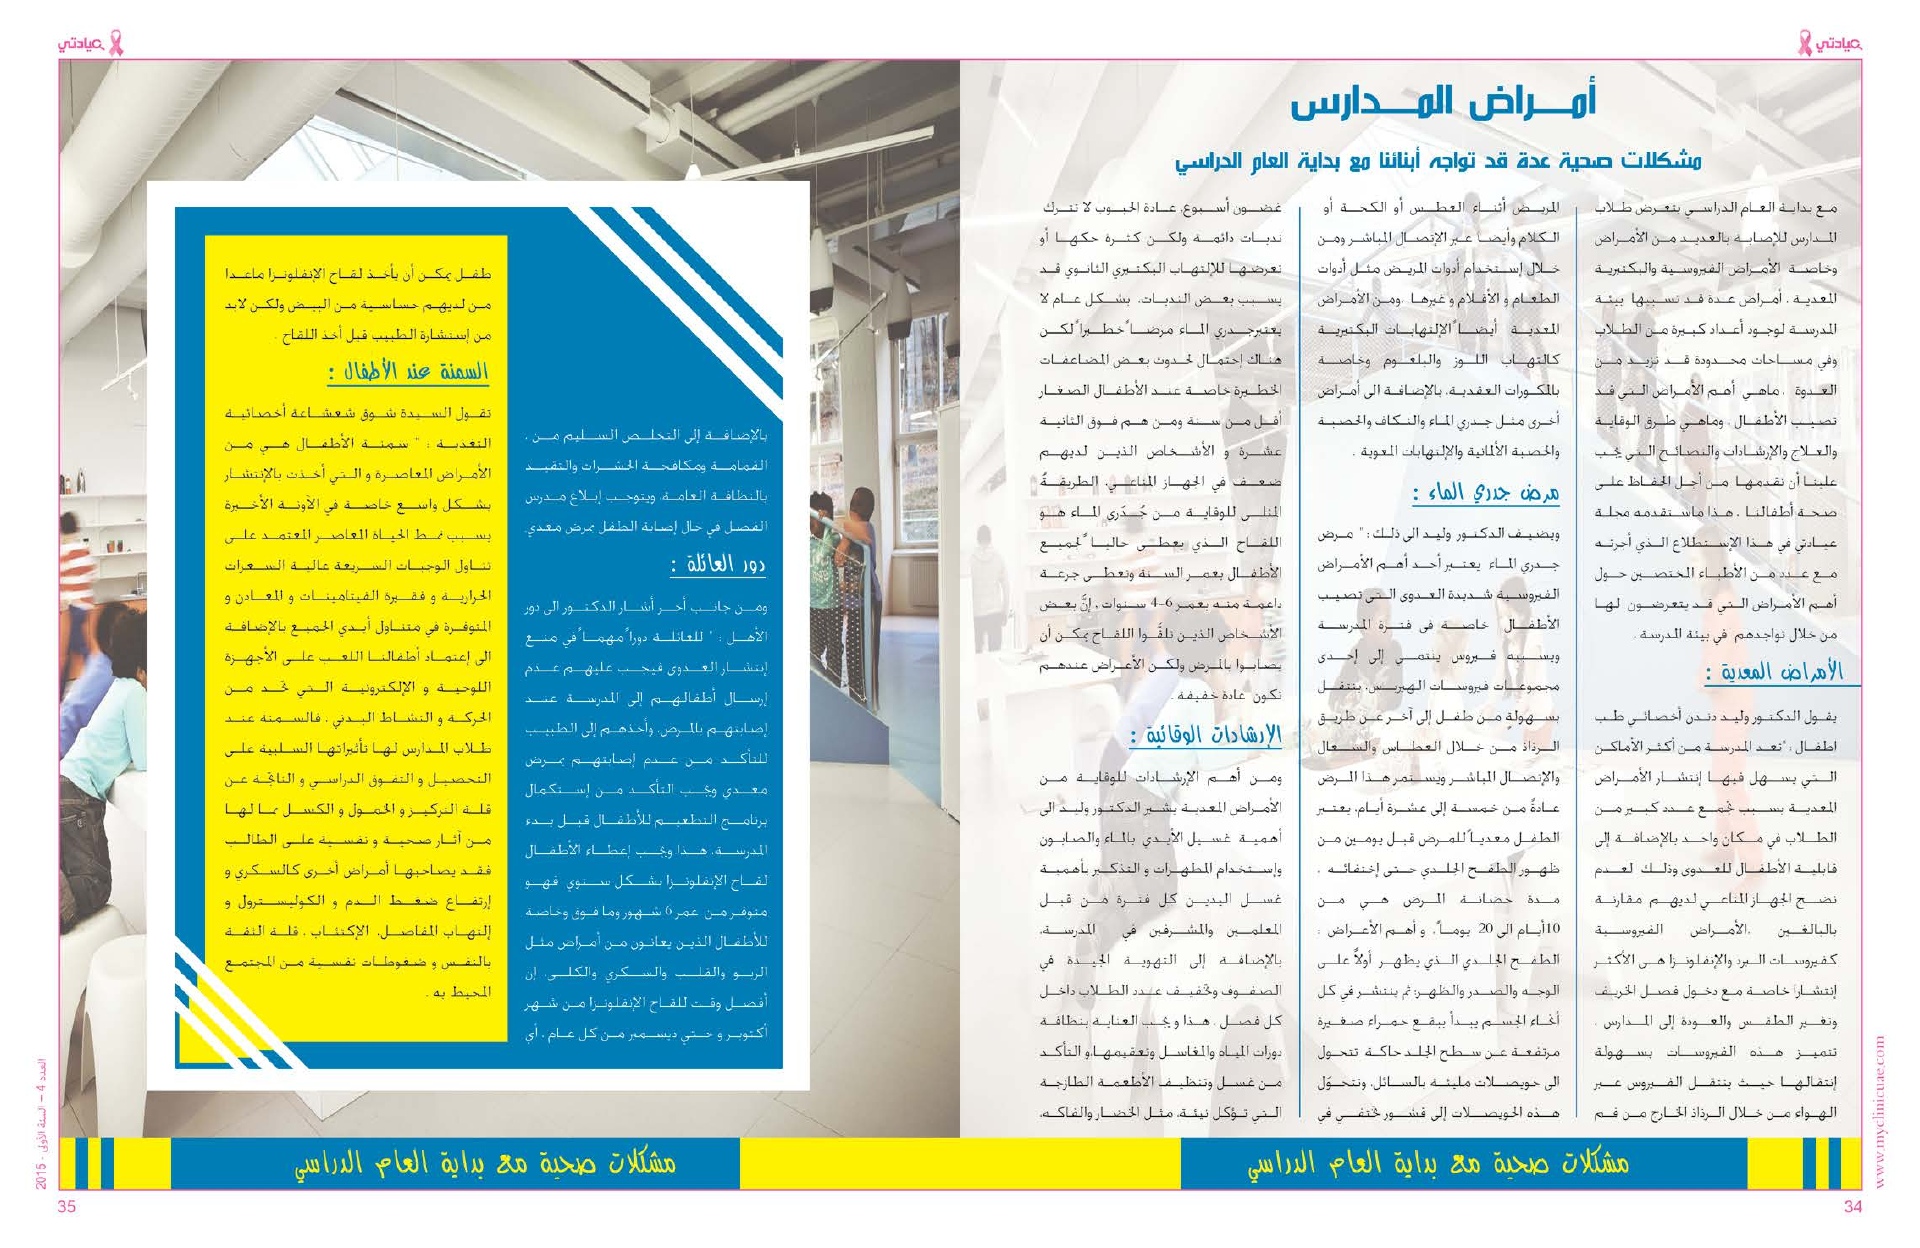 عيادتي
أمراض المدارس
مشكلات صحية عدة قد تواجه أبنائنا مع بداية العام الدراسي
مع بداية العام الدراسي يتعرض طلاب
المدارس للإصابة بالعديد من الأمراض
وخاصة الأمراض الفيروسية والبكتيرية
المعدية . أمراض عدة قد تسببها بيئة
المدرسة لوجود أعداد كبيرة من الطلاب
وفي مساحات محدودة قد تزيد من
العدوة . ماهي أهم الأمراض التي قد
تصيب الأطفال . وماهي طرق الوقاية
والعلاج والإرشادات والنصائح التي يجب
علينا أن نقدمها من أجل الحفاظ على
صحة أطفالنا . هذا ماستقدمه مجلة
عيادتي في هذا الإستطلاع الذي أجرته
مع عدد من الأطباء المختصين حول
أهم الأمراض التي قد يتعرضون لها
من خلال تواجدهم في بيئة المدرسة .
الأمراض المعدية :
يقول الدكتور وليد دندن أخصائي طب
اطفال : "تعد المدرسة من أكثر الأماكن
التي يسهل فيها إنتشار الأمراض
المعدية بسبب تجمع عدد كبير من
الطلاب في مكان واحد بالإضافة إلى
قابلية الأطفال للعدوى وذلك لعدم
نضج الجهاز المناعي لديهم مقارنة
بالبالغين .الأمراض الفيروسية
كفيروسات البرد والإنفلونزا هى الأكثر
إنتشارا خاصة مع دخول فصل الخريف
وتغير الطقس والعودة إلى المدارس .
تتميز هذه الفيروسات بسهولة
إنتقالها حيث ينتقل الفيروس عبر
الهواء من خلال الرذاذ الخارج من فم
المريض أثناء العطس أو الكحة أو
الكلام وأيضا عبر الإتصال المباشر ومن
خلال إستخدام أدوات المريض مثل أدوات
الطعام و الأقلام و غيرها .ومن الأمراض
المعدية أيضاً الإلتهابات البكتيرية
كالتهاب اللوز والبلعوم وخاصة
بالمكورات العقدية. بالإضافة الى أمراض
أخرى مثل جدري الماء والنكاف والحصبة
والحصبة الألمانية والإلتهابات المعوية .
مرض جدري الماء :
ويضيف الدكتور وليد الى ذلك : " مرض
جدري الماء يعتبر أحد أهم الأمراض
الفيروسية شديدة العدوى التى تصيب
الأطفال خاصة فى فترة المدرسة
ويسببه فيروس ينتمي إلى إحدى
مجموعات فيروسات الهيربس. ينتقل
بسهولةٍ من طفل إلى آخر عن طريق
الرذاذ من خلال العطاس والسعال
والإتصال المباشر ويستمر هذا المرض
عادةً من خمسة إلى عشرة أيام. يعتبر
الطفل معدياً للمرض قبل يومين من
ظهور الطفح الجلدي حتى إختفائه .
مدة حضانة المرض هي من
10أيام الى 20 يوماً. و أهم الأعراض :
الطفح الجلدي الذي يظهر أولاً على
الوجه والصدر والظهر: ثم ينتشر في كل
أنحاء الجسم يبدأ ببقع حمراء صغيرة
مرتفعة عن سطح الجلد حاكة تتحول
الى حويصلات مليئة بالسائل. وتتحوّل
هذه الحويصلات إلى قشور تختفي في
غضون أسبوع. عادة الحبوب لا تترك
ندبات دائمة ولكن كثرة حكها أو
تعرضها للإلتهاب البكتيري الثانوي قد
يسبب بعض الندبات. بشكل عام لا
يعتبرجدري الماء مرضاً خطيراً لكن
هناك إحتمال لحدوث بعض المضاعفات
الخطيرة خاصة عند الأطفال الصغار
أقل من سنة ومن هم فوق الثانية
عشرة و الأشخاص الذين لديهم
ضعف في الجهاز المناعي. الطريقةُ
المثلى للوقاية من جُدَري الماء هو
اللقاح الذي يعطى حالياً لجميع
الأطفال بعمر السنة وتعطى جرعة
داعمة منه بعمر 6-4 سنوات . إنَّ بعض
الأشخاص الذين تلقَّوا اللقاح يمكن أن
يصابوا بالمرض ولكن الأعراض عندهم
تكون عادة خفيفة .
الإرشادات الوقائية :
ومن أهم الإرشادات للوقاية من
الأمراض المعدية يشير الدكتور وليد الى
أهمية غسيل الأيدي بالماء والصابون
وإستخدام المطهرات و التذكير بأهمية
غسل اليدين كل فترة من قبل
المعلمين والمشرفين في المدرسة.
بالإضافة إلى التهوية الجيدة في
الصفوف وتخفيف عدد الطلاب داخل
كل فصل . هذا و يجب العناية بنظافة
دورات المياه والمغاسل وتعقيمها.و التأكد
من غسل وتنظيف الأطعمة الطازجة
التي تؤكل نيئة، مثل الخضار والفاكه.
مشكلات صحية مع بداية العام الدراسي
34
www.myclinicuae.com
عيادتي
بالإضافة إلى التخلص السليم من .
القمامة ومكافحة الحشرات والتقيد
بالنظافة العامة. ويتوجب إبلاغ مدرس
الفصل في حال إصابة الطفل بمرض معدي.
دور العائلة :
ومن جانب أخر أشار الدكتور الى دور
الأهل : " للعائلة دوراً مهماً في منع
إنتشار العدوى فيجب عليهم عدم
إرسال أطفالهم إلى المدرسة عند
إصابتهم بالمرض. وأخذهم إلى الطبيب
للتأكد من عدم إصابتهم بمرض
معدي ويجب التأكد من إستكمال
برنامج التطعيم للأطفال قبل بدء
المدرسة. هذا ويجب إعطاء الأطفال
لقاح الإنفلونزا بشكل سنوي فهو
متوفر من عمر 6 شهور وما فوق وخاصة
للأطفال الذين يعانون من أمراض مثل
الربو والقلب والسكري والكلى. إن
أفضل وقت للقاح الإنفلونزا من شهر
أكتوبر و حتي ديسمبر من كل عام . أي
طفل يمكن أن يأخذ لقاح الإنفلونزا ماعدا
من لديهم حساسية من البيض ولكن لابد
من إستشارة الطبيب قبل أخذ اللقاح .
السمنة عند الأطفال :
تقول السيدة شوق شعشاعة أخصائية
التغدية : " سمنة الأطفال هي من
الأمراض المعاصرة و التي أخذت بالإنتشار
بشكل واسع خاصة في الآونة الأخيرة
بسبب نمط الحياة المعاصر المعتمد على
تناول الوجبات السريعة عالية السعرات
الحرارية و فقيرة الفيتامينات و المعادن و
المتوفرة في متناول أيدي الجميع بالإضافة
الى إعتماد أطفالنا اللعب على الأجهزة
اللوحية و الإلكترونية التي تحد من
الحركة و النشاط البدني . فالسمنة عند
طلاب المدارس لها تأثيراتها السلبية على
التحصيل و التفوق الدراسي و الناتجة عن
قلة التركيز و الخمول و الكسل بما لها
من آثار صحية و نفسية على الطالب
فقد يصاحبها أمراض أخرى كالسكري و
إرتفاع ضغط الدم و الكوليسترول و
إلتهاب المفاصل. الإكتئاب . قلة الثقة
بالنفس و ضغوطات نفسية من المجتمع
المحيط به .
مشكلات صحية مع بداية العام الدراسي
35
العدد 4 – السنة الأولى - 2015